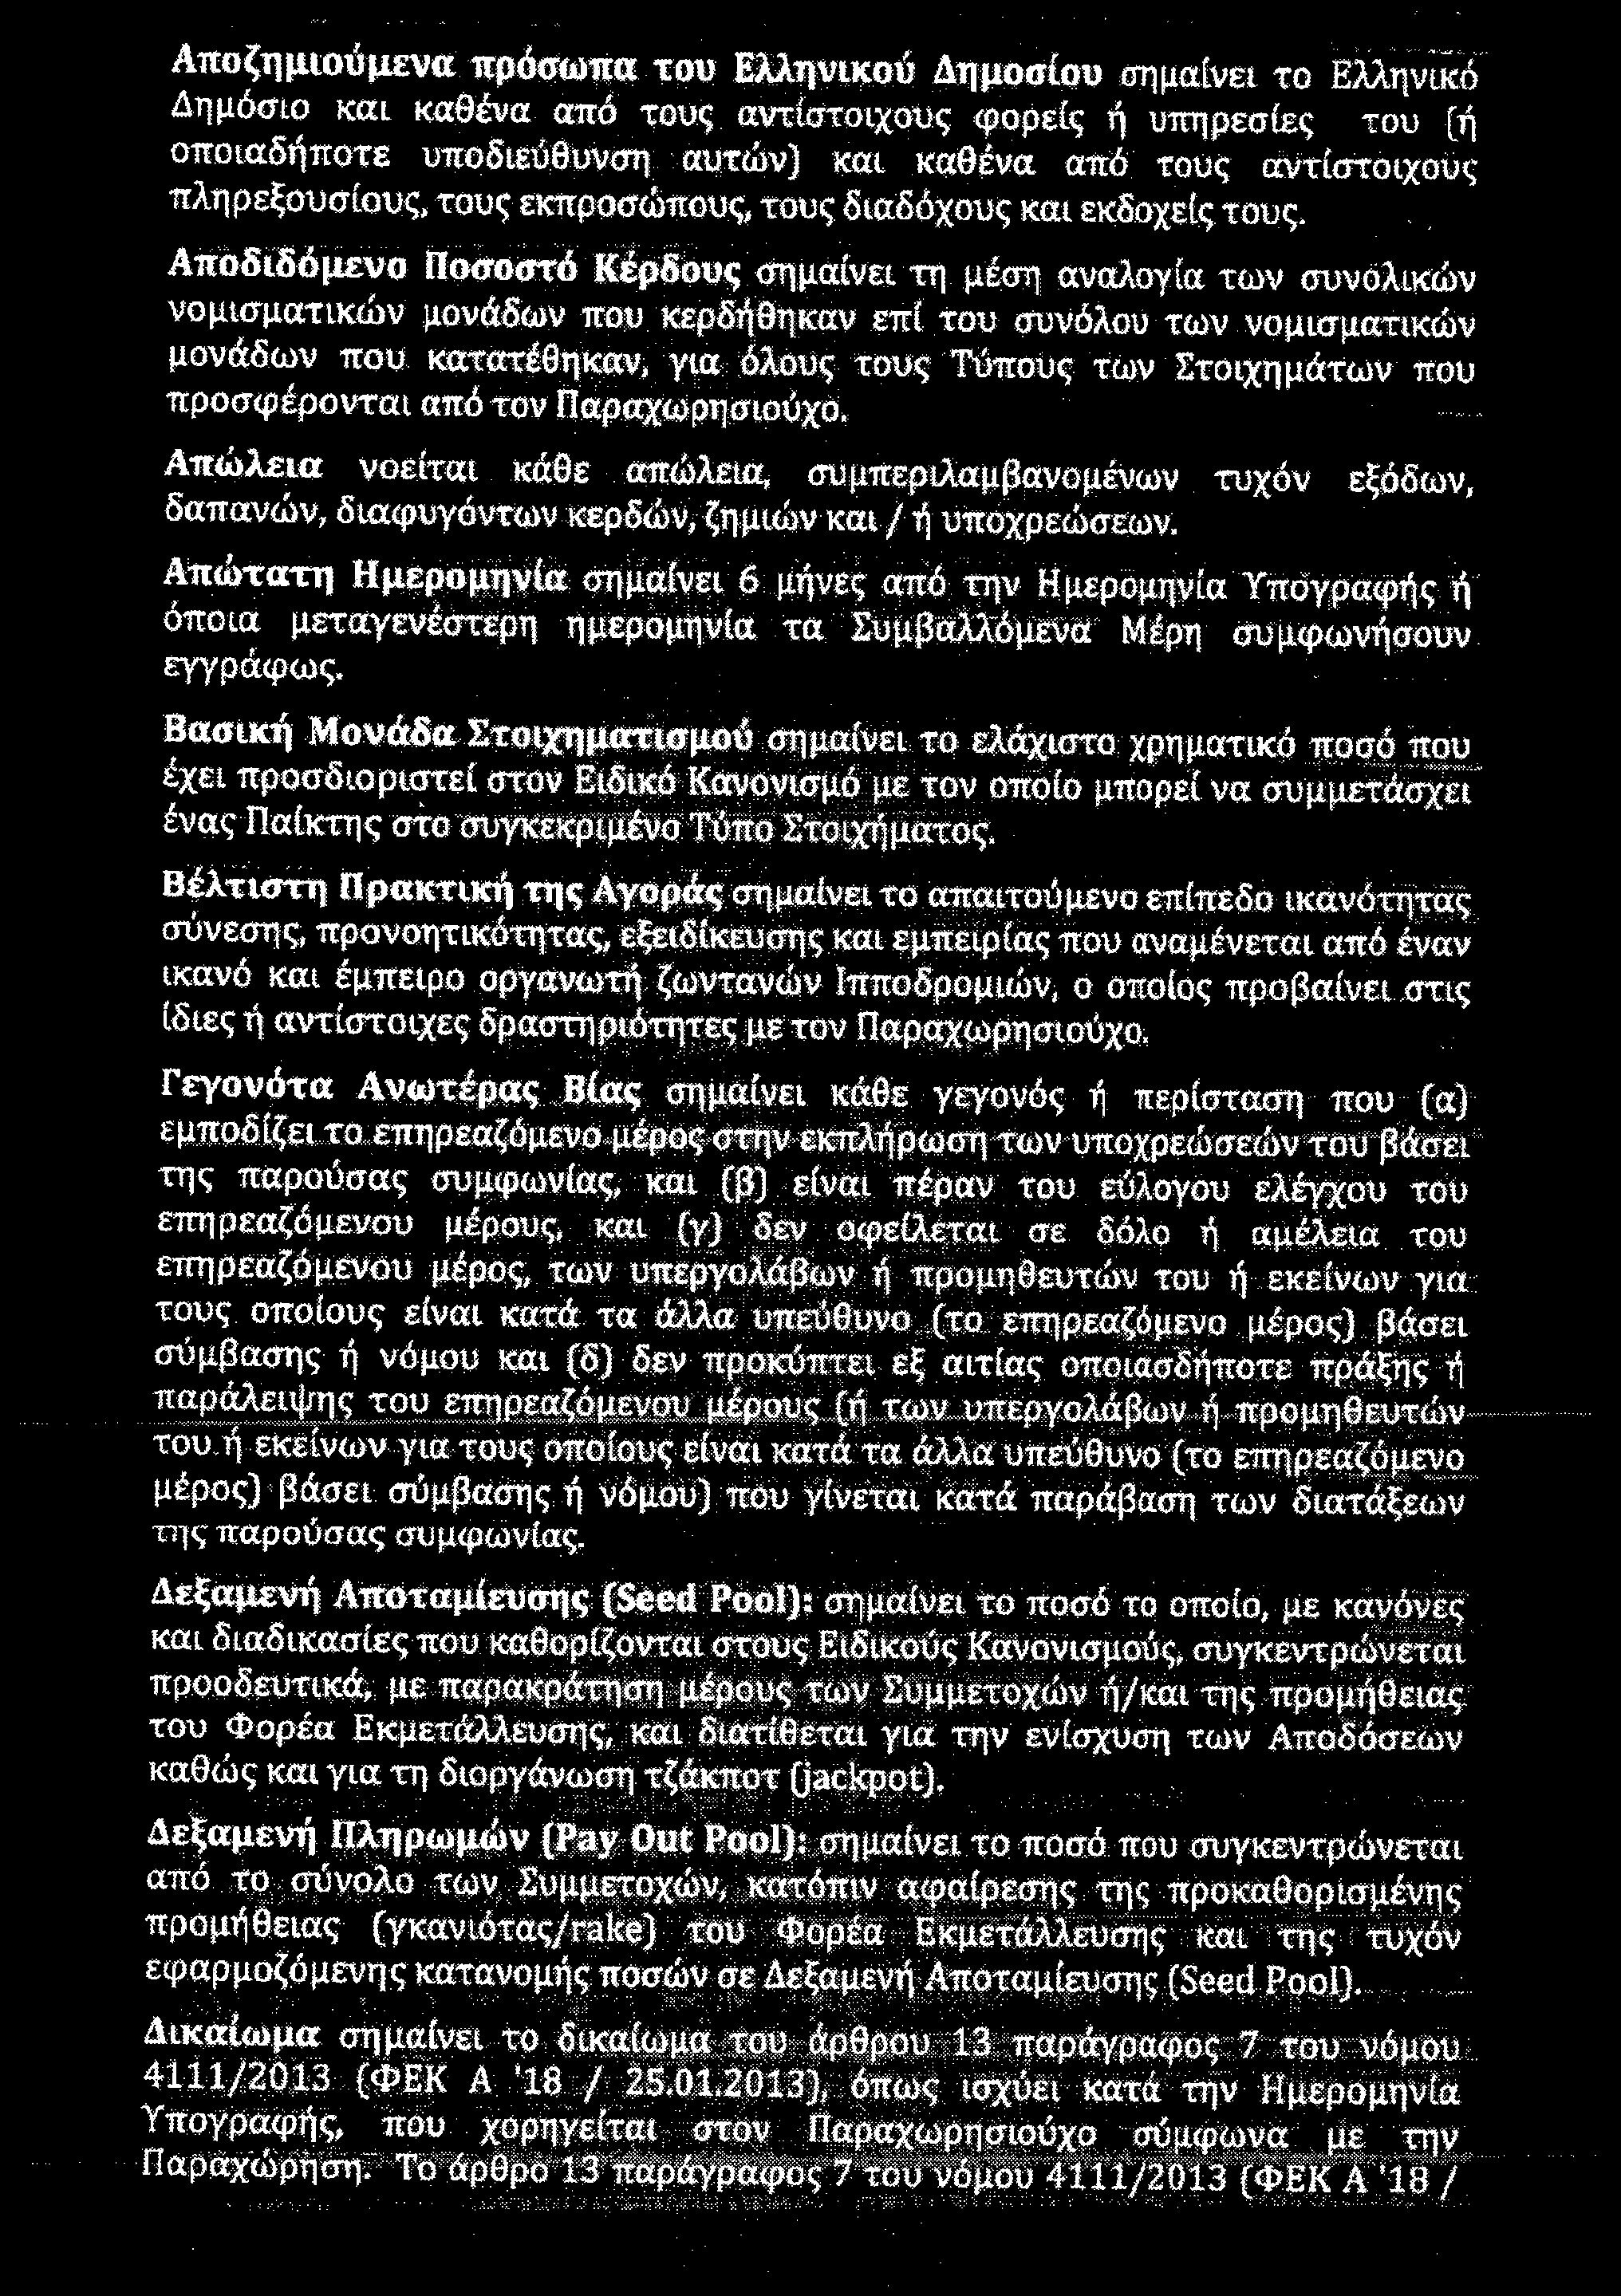 Αποζημιούμενα πρόσωπα του Ελληνικού Δημοσίου σημαίνει το Ελληνικό
Δημόσιο και καθένα από τους αντίστοιχους φορείς ή υπηρεσίες του (ή
οποιαδήποτε υποδιεύθυνση αυτών) και καθένα από τους αντίστοιχους
πληρεξουσίους, τους εκπροσώπους, τους διαδόχους και εκδοχείς τους.
Αποδιδόμενο Ποσοστό Κέρδους σημαίνει τη μέση αναλογία των συνολικών
νομισματικών μονάδων που κερδήθηκαν επί του συνόλου των νομισματικών
μονάδων που κατατέθηκαν, για όλους τους Τύπους των Στοιχημάτων που
προσφέρονται από τον Παραχωρησιούχο.
Απώλεια νοείται κάθε απώλεια, συμπεριλαμβανομένων τυχόν εξόδων,
δαπανών, διαφυγόντων κερδών, ζημιών και / ή υποχρεώσεων.
Απώτατη Ημερομηνία σημαίνει 6 μήνες από την Ημερομηνία Υπογραφής ή
όποια μεταγενέστερη ημερομηνία τα Συμβαλλόμενα Μέρη συμφωνήσουν
εγγράφως.
Βασική Μονάδα Στοιχηματισμού σημαίνει το ελάχιστο χρηματικό ποσό που
έχει προσδιοριστεί στον Ειδικό Κανονισμό με τον οποίο μπορεί να συμμετάσχει
ένας Παίκτης στο συγκεκριμένο Τύπο Στοιχήματος.
Βέλτιστη Πρακτική της Αγοράς σημαίνει το απαιτούμενο επίπεδο ικανότητας
σύνεσης, προνοητικότητας, εξειδίκευσης και εμπειρίας που αναμένεται από έναν
ικανό και έμπειρο οργανωτή ζωντανών Ιπποδρομιών, ο οποίος προβαίνει στις
ίδιες ή αντίστοιχες δραστηριότητες με τον Παραχωρησιούχο.
Γεγονότα Ανωτέρας Βίας σημαίνει κάθε γεγονός ή περίσταση που (α)
εμποδίζει το επηρεαζόμενο μέρος στην εκπλήρωση των υποχρεώσεών του βάσει
της παρούσας συμφωνίας, και (β) είναι πέραν του εύλογου ελέγχου του
επηρεαζόμενου μέρους, και (γ) δεν οφείλεται σε δόλο ή αμέλεια του
επηρεαζόμενου μέρος, των υπεργολάβων ή προμηθευτών του ή εκείνων για
τους οποίους είναι κατά τα άλλα υπεύθυνο (το επηρεαζόμενο μέρος) βάσει
σύμβασης ή νόμου και (δ) δεν προκύπτει εξ αιτίας οποιασδήποτε πράξης ή
παράλειψης του επηρεαζόμενου μέρους (ή των υπεργολάβων ή προμηθευτών
του ή εκείνων για τους οποίους είναι κατά τα άλλα υπεύθυνο (το επηρεαζόμενο
μέρος) βάσει σύμβασης ή νόμου) που γίνεται κατά παράβαση των διατάξεων
της παρούσας συμφωνίας.
Δεξαμενή Αποταμίευσης (Seed Pool): σημαίνει το ποσό το οποίο, με κανόνες
και διαδικασίες που καθορίζονται στους Ειδικούς Κανονισμούς, συγκεντρώνεται
προοδευτικά, με παρακράτηση μέρους των Συμμετοχών ή/και της προμήθειας
του Φορέα Εκμετάλλευσης, και διατίθεται για την ενίσχυση των Αποδόσεων
καθώς και για τη διοργάνωση τζάκποτ (jackpot).
Δεξαμενή Πληρωμών (Pay Out Pool): σημαίνει το ποσό που συγκεντρώνεται
από το σύνολο των Συμμετοχών, κατόπιν αφαίρεσης της προκαθορισμένης
προμήθειας (γκανιότας/rake) του Φορέα Εκμετάλλευσης και της τυχόν
εφαρμοζόμενης κατανομής ποσών σε Δεξαμενή Αποταμίευσης (Seed Pool).
Δικαίωμα σημαίνει το δικαίωμα του άρθρου 13 παράγραφος 7 του νόμου
4111/2013 (ΦΕΚ Α '18 / 25.01.2013), όπως ισχύει κατά την Ημερομηνία
Υπογραφής, που χορηγείται στον Παραχωρησιούχο σύμφωνα με την
Παραχώρηση. Το άρθρο 13 παράγραφος 7 του νόμου 4111/2013 (ΦΕΚ Α '18 /